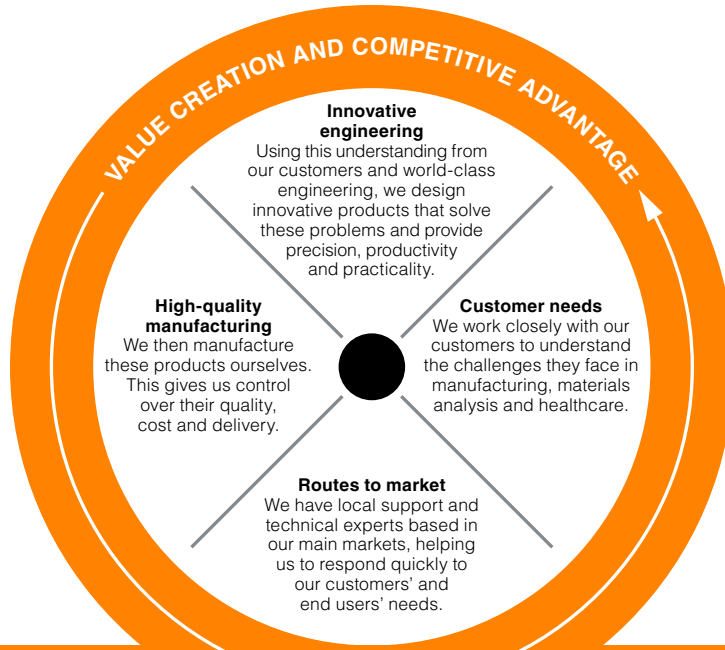 VALUE CREATION AND COMPETITIVE ADVANTAGE
Innovative
engineering
Using this understanding from
our customers and world-class
engineering, we design
innovative products that solve
these problems and provide
precision, productivity
and practicality.
High-quality
manufacturing
We then manufacture
these products ourselves.
This gives us control
over their quality,
cost and delivery.
Customer needs
We work closely with our
customers to understand
the challenges they face in
manufacturing, materials
analysis and healthcare.
Routes to market
We have local support and
technical experts based in
our main markets, helping
us to respond quickly to
our customers’ and
end users’ needs.